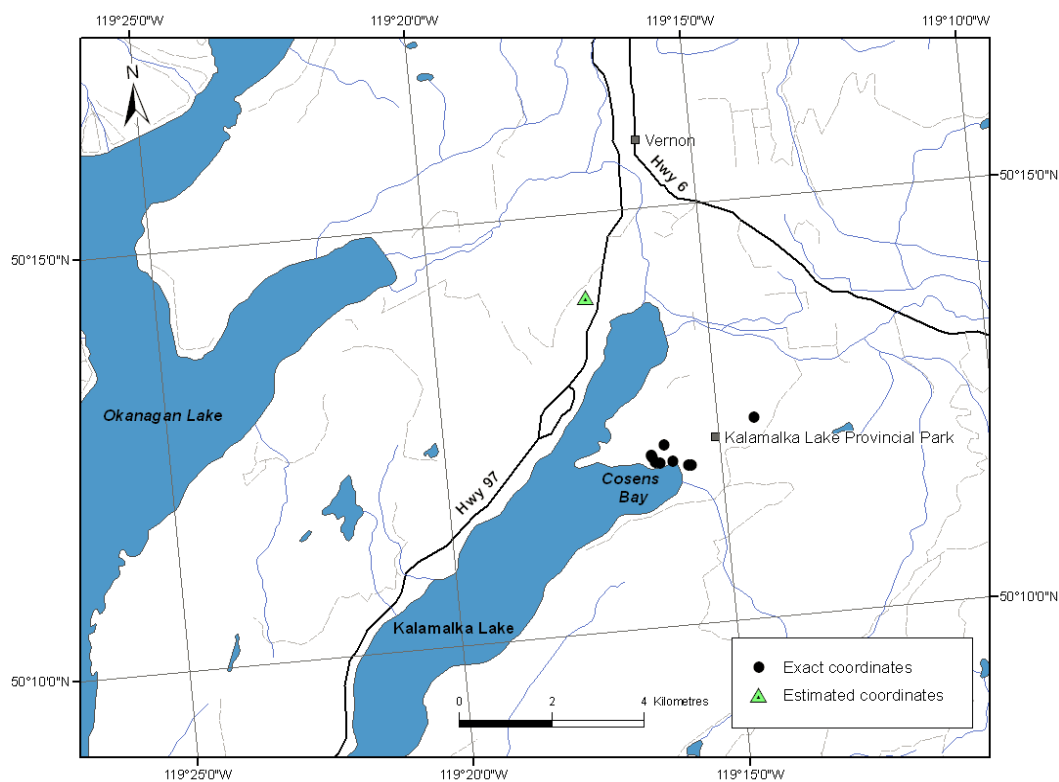 119°25'0"W
119°20'0"W
119°15'0"W
119°10'0"W
N
Vernon
Hwy 6
50°15'0"N
50°15'0"N
Okanagan Lake
Kalamalka Lake Provincial Park
Cosens
Bay
Hwy 97
50°10'0"N
Kalamalka Lake
50°10'0"N
Exact coordinates
Estimated coordinates
0 2 4 Kilometres
119°25'0"W
119°20'0"W
119°15'0"W